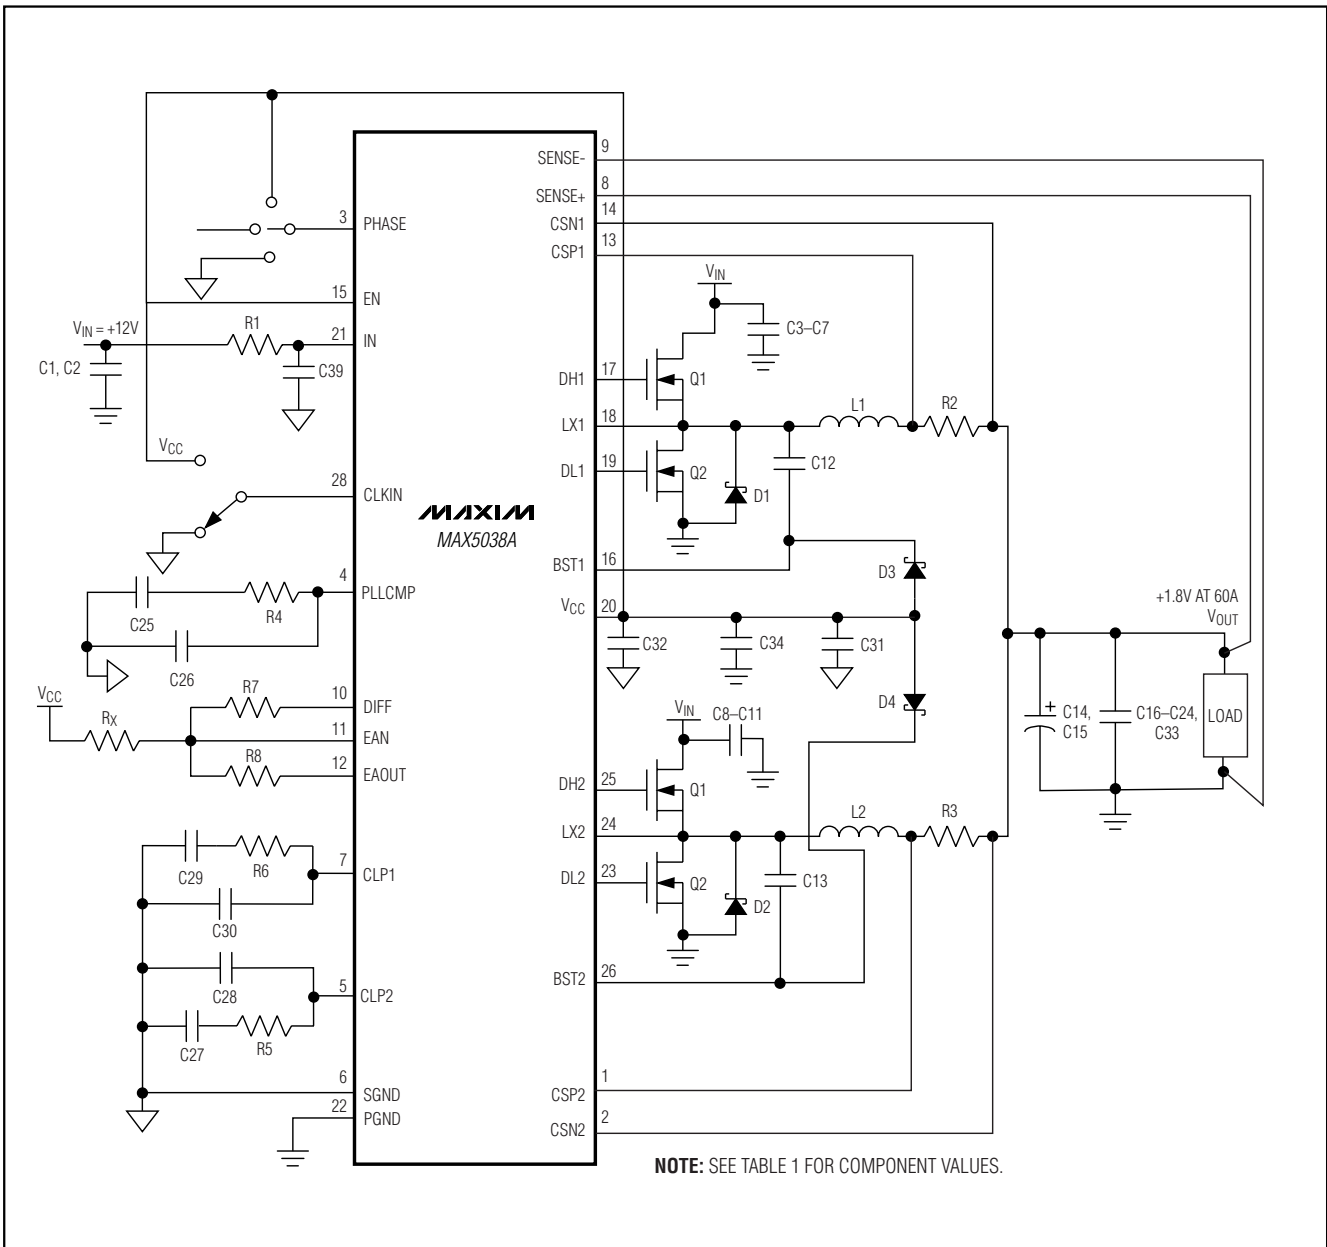 9
SENSE-
8
SENSE+
14
CSN1
13
CSP1
3
PHASE
V_IN
15
EN
V_IN = +12V
R1
21
IN
C3–C7
C1, C2
C39
DH1
17
Q1
L1
R2
LX1
18
V_CC
C12
DL1
19
Q2
28
CLKIN
D1
MAXIM
MAX5038A
BST1
16
D3
4
PLLCMP
R4
C25
V_CC
20
+1.8V AT 60A
V_OUT
C32
C34
C31
C26
V_CC
R7
10
DIFF
D4
R_X
11
EAN
V_IN
C8–C11
C14,
C15
C16–C24,
C33
LOAD
R8
12
EAOUT
DH2
25
Q1
L2
R3
LX2
24
C29
R6
7
CLP1
DL2
23
Q2
C13
D2
C30
BST2
26
C28
5
CLP2
C27
R5
6
SGND
1
CSP2
22
PGND
2
CSN2
NOTE: SEE TABLE 1 FOR COMPONENT VALUES.